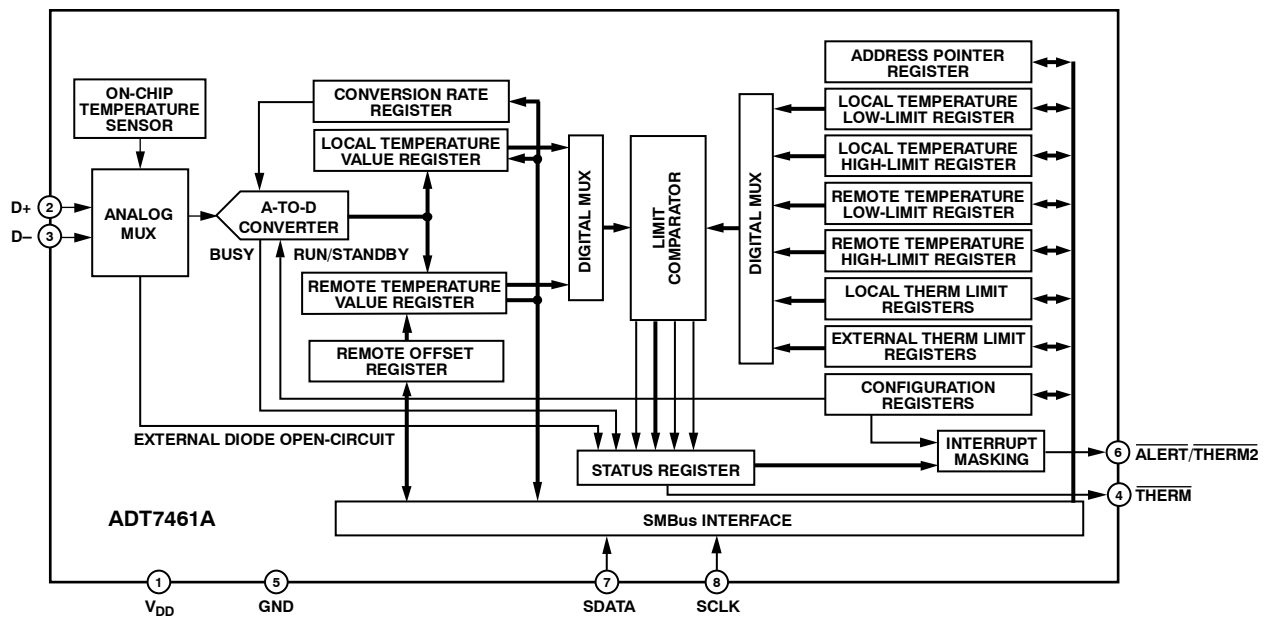 ADDRESS POINTER
REGISTER
ON-CHIP
TEMPERATURE
SENSOR
CONVERSION RATE
REGISTER
LOCAL TEMPERATURE
LOW-LIMIT REGISTER
LOCAL TEMPERATURE
VALUE REGISTER
LOCAL TEMPERATURE
HIGH-LIMIT REGISTER
D+
2
D–
3
ANALOG
MUX
A-TO-D
CONVERTER
BUSY
RUN/STANDBY
DIGITAL MUX
LIMIT
COMPARATOR
DIGITAL MUX
REMOTE TEMPERATURE
LOW-LIMIT REGISTER
REMOTE TEMPERATURE
HIGH-LIMIT REGISTER
REMOTE TEMPERATURE
VALUE REGISTER
LOCAL THERM LIMIT
REGISTERS
REMOTE OFFSET
REGISTER
EXTERNAL THERM LIMIT
REGISTERS
CONFIGURATION
REGISTERS
EXTERNAL DIODE OPEN-CIRCUIT
STATUS REGISTER
INTERRUPT
MASKING
6
ALERT/THERM2
4
THERM
ADT7461A
SMBus INTERFACE
1
VDD
5
GND
7
SDATA
8
SCLK